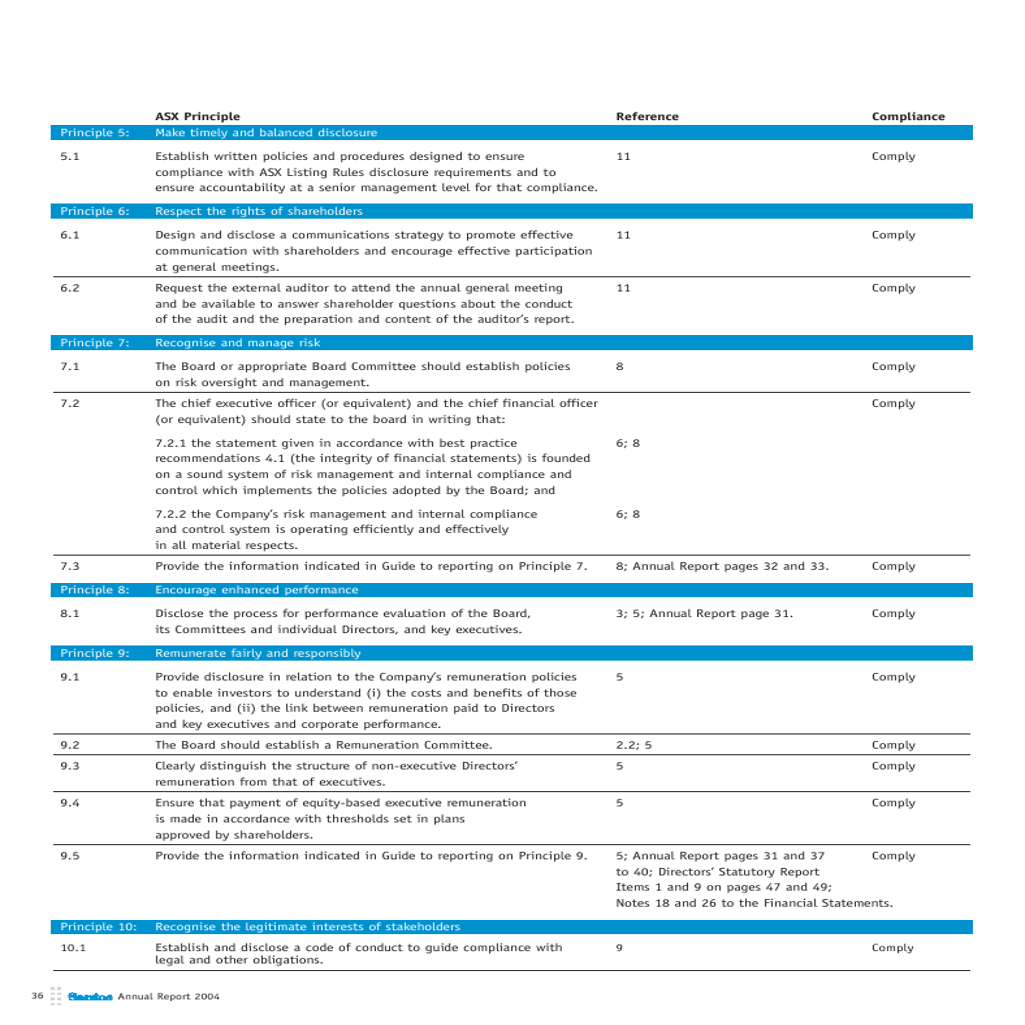 ASX Principle Reference Compliance
Principle 5: Make timely and balanced disclosure
5.1 Establish written policies and procedures designed to ensure 11 Comply
compliance with ASX Listing Rules disclosure requirements and to
ensure accountability at a senior management level for that compliance.
Principle 6: Respect the rights of shareholders
6.1 Design and disclose a communications strategy to promote effective 11 Comply
communication with shareholders and encourage effective participation
at general meetings.
6.2 Request the external auditor to attend the annual general meeting 11 Comply
and be available to answer shareholder questions about the conduct
of the audit and the preparation and content of the auditor's report.
Principle 7: Recognise and manage risk
7.1 The Board or appropriate Board Committee should establish policies 8 Comply
on risk oversight and management.
7.2 The chief executive officer (or equivalent) and the chief financial officer Comply
(or equivalent) should state to the board in writing that:
7.2.1 the statement given in accordance with best practice 6; 8
recommendations 4.1 (the integrity of financial statements) is founded
on a sound system of risk management and internal compliance and
control which implements the policies adopted by the Board; and
7.2.2 the Company's risk management and internal compliance 6; 8
and control system is operating efficiently and effectively
in all material respects.
7.3 Provide the information indicated in Guide to reporting on Principle 7. 8; Annual Report pages 32 and 33. Comply
Principle 8: Encourage enhanced performance
8.1 Disclose the process for performance evaluation of the Board, 3; 5; Annual Report page 31. Comply
its Committees and individual Directors, and key executives.
Principle 9: Remunerate fairly and responsibly
9.1 Provide disclosure in relation to the Company's remuneration policies 5 Comply
to enable investors to understand (i) the costs and benefits of those
policies, and (ii) the link between remuneration paid to Directors
and key executives and corporate performance.
9.2 The Board should establish a Remuneration Committee. 2.2; 5 Comply
9.3 Clearly distinguish the structure of non-executive Directors' 5 Comply
remuneration from that of executives.
9.4 Ensure that payment of equity-based executive remuneration 5 Comply
is made in accordance with thresholds set in plans
approved by shareholders.
9.5 Provide the information indicated in Guide to reporting on Principle 9. 5; Annual Report pages 31 and 37 Comply
to 40; Directors' Statutory Report
Items 1 and 9 on pages 47 and 49;
Notes 18 and 26 to the Financial Statements.
Principle 10: Recognise the legitimate interests of stakeholders
10.1 Establish and disclose a code of conduct to guide compliance with 9 Comply
legal and other obligations.
36 Santos Annual Report 2004